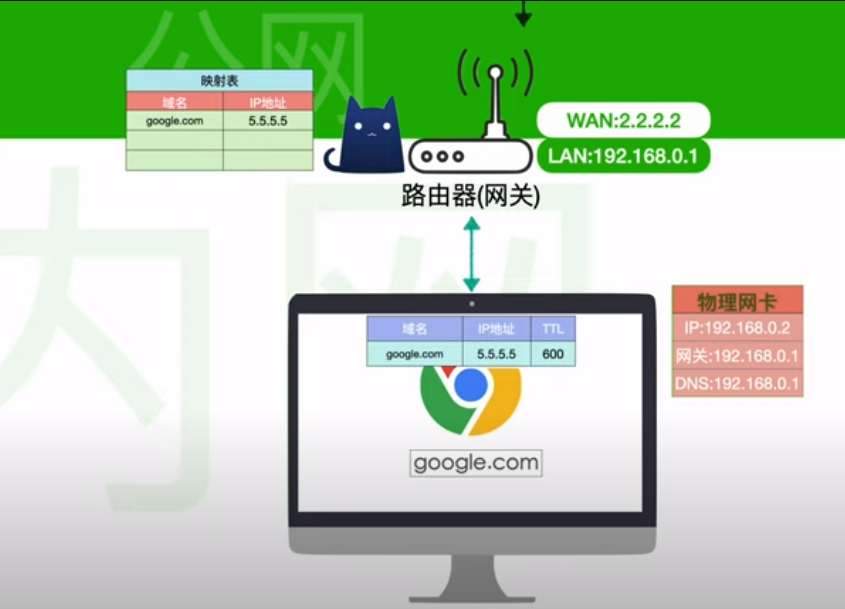 公网
映射表
域名 IP地址
google.com 5.5.5.5
WAN:2.2.2.2
LAN:192.168.0.1
路由器(网关)
内网
域名 IP地址 TTL
google.com 5.5.5.5 600
google.com
物理网卡
IP:192.168.0.2
网关:192.168.0.1
DNS:192.168.0.1